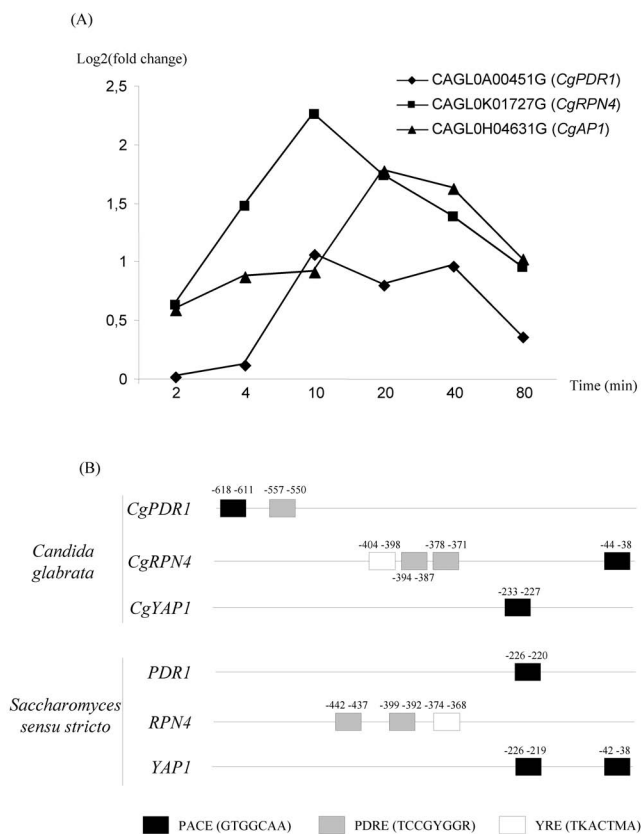 (A)
Log2(fold change)
2,5
2
1,5
1
0,5
0
2 4 10 20 40 80
Time (min)
CAGL0A00451G (CgPDR1)
CAGL0K01727G (CgRPN4)
CAGL0H04631G (CgAP1)
(B)
Candida glabrata
CgPDR1
-618 -611 -557 -550
CgRPN4
-404 -398 -378 -371 -44 -38
-394 -387
CgYAP1
-233 -227
Saccharomyces sensu stricto
PDR1
-226 -220
RPN4
-442 -437 -399 -392 -374 -368
YAP1
-226 -219 -42 -38
PACE (GTGGCAA) PDRE (TCCGYGGR) YRE (TKACTMA)